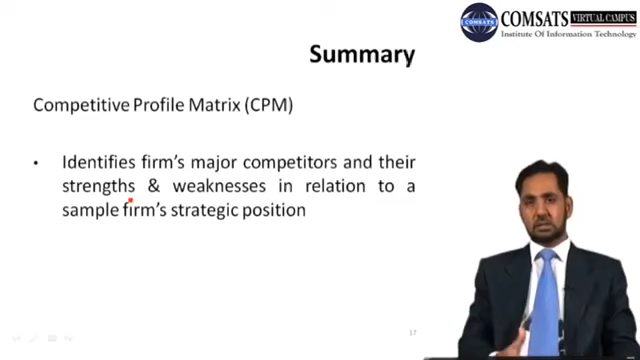 COMSATS VIRTUAL CAMPUS
Institute Of Information Technology
Summary
Competitive Profile Matrix (CPM)
• Identifies firm's major competitors and their
strengths & weaknesses in relation to a
sample firm's strategic position
17